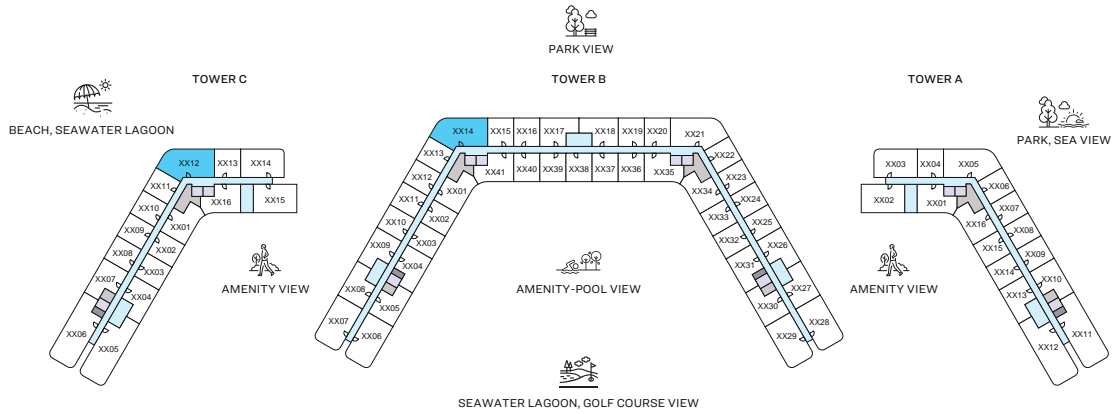 PARK VIEW
TOWER C
TOWER B
TOWER A
BEACH, SEAWATER LAGOON
PARK, SEA VIEW
XX12
XX13
XX14
XX11
XX16
XX15
XX10
XX01
XX09
XX02
XX08
XX03
XX07
XX04
XX06
XX05
XX14
XX15
XX16
XX17
XX18
XX19
XX20
XX21
XX13
XX22
XX12
XX01
XX41
XX40
XX39
XX38
XX37
XX36
XX35
XX34
XX23
XX11
XX02
XX33
XX24
XX10
XX03
XX32
XX25
XX09
XX04
XX31
XX26
XX08
XX05
XX30
XX27
XX07
XX06
XX29
XX28
XX03
XX04
XX05
XX02
XX01
XX06
XX16
XX07
XX15
XX08
XX14
XX09
XX13
XX10
XX12
XX11
AMENITY VIEW
AMENITY-POOL VIEW
AMENITY VIEW
SEAWATER LAGOON, GOLF COURSE VIEW